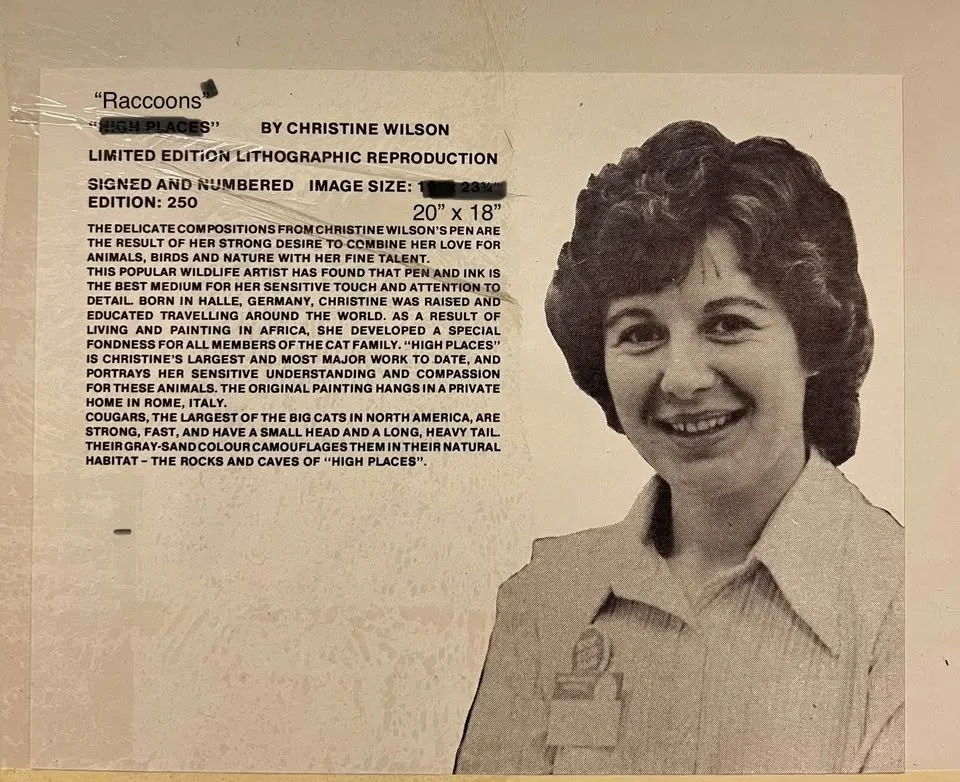 “Raccoons”
“HIGH PLACES” BY CHRISTINE WILSON
LIMITED EDITION LITHOGRAPHIC REPRODUCTION
SIGNED AND NUMBERED IMAGE SIZE: x 23¾”
EDITION: 250
20” x 18”
THE DELICATE COMPOSITIONS FROM CHRISTINE WILSON'S PEN ARE
THE RESULT OF HER STRONG DESIRE TO COMBINE HER LOVE FOR
ANIMALS, BIRDS AND NATURE WITH HER FINE TALENT.
THIS POPULAR WILDLIFE ARTIST HAS FOUND THAT PEN AND INK IS
THE BEST MEDIUM FOR HER SENSITIVE TOUCH AND ATTENTION TO
DETAIL. BORN IN HALLE, GERMANY, CHRISTINE WAS RAISED AND
EDUCATED TRAVELLING AROUND THE WORLD. AS A RESULT OF
LIVING AND PAINTING IN AFRICA, SHE DEVELOPED A SPECIAL
FONDNESS FOR ALL MEMBERS OF THE CAT FAMILY. “HIGH PLACES”
IS CHRISTINE'S LARGEST AND MOST MAJOR WORK TO DATE, AND
PORTRAYS HER SENSITIVE UNDERSTANDING AND COMPASSION
FOR THESE ANIMALS. THE ORIGINAL PAINTING HANGS IN A PRIVATE
HOME IN ROME, ITALY.
COUGARS, THE LARGEST OF THE BIG CATS IN NORTH AMERICA, ARE
STRONG, FAST, AND HAVE A SMALL HEAD AND A LONG, HEAVY TAIL.
THEIR GRAY-SAND COLOUR CAMOUFLAGES THEM IN THEIR NATURAL
HABITAT – THE ROCKS AND CAVES OF “HIGH PLACES”.